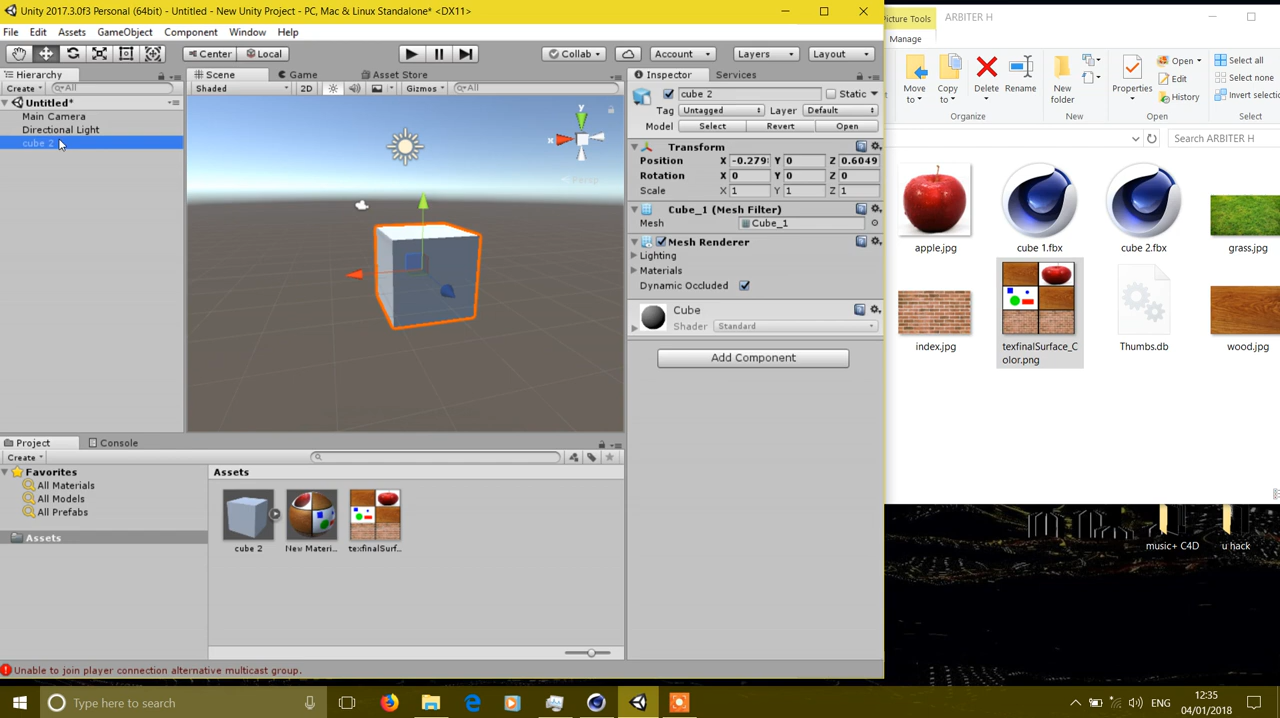 Unity 2017.3.0f3 Personal (64bit) - Untitled - New Unity Project - PC, Mac & Linux Standalone* <DX11>
File Edit Assets GameObject Component Window Help
Center Local Collab Account Layers Layout
Hierarchy
Create All
Untitled*
Main Camera
Directional Light
cube 2
Scene Game Asset Store
Shaded 2D Gizmos All
y
x
Persp
Inspector Services
cube 2 Static
Tag Untagged Layer Default
Model Select Revert Open
Transform
Position X -0.279 Y 0 Z 0.6049
Rotation X 0 Y 0 Z 0
Scale X 1 Y 1 Z 1
Cube_1 (Mesh Filter)
Mesh Cube_1
Mesh Renderer
Lighting
Materials
Dynamic Occluded
Cube
Shader Standard
Add Component
Project Console
Create
Favorites
All Materials
All Models
All Prefabs
Assets
Assets
cube 2 New Materi... texfinalSurf...
Unable to join player connection alternative multicast group.
Picture Tools ARBITER H
Manage
Move to
Copy to
Delete
Rename
New folder
Properties
Open
Edit
History
Select all
Select none
Invert selectio
Organize New Open Select
ARBITER H
Search ARBITER H
apple.jpg cube 1.fbx cube 2.fbx grass.jpg
index.jpg texfinalSurface_C Thumbs.db wood.jpg
olor.png
music+ C4D u hack
Type here to search
ENG
12:35
04/01/2018